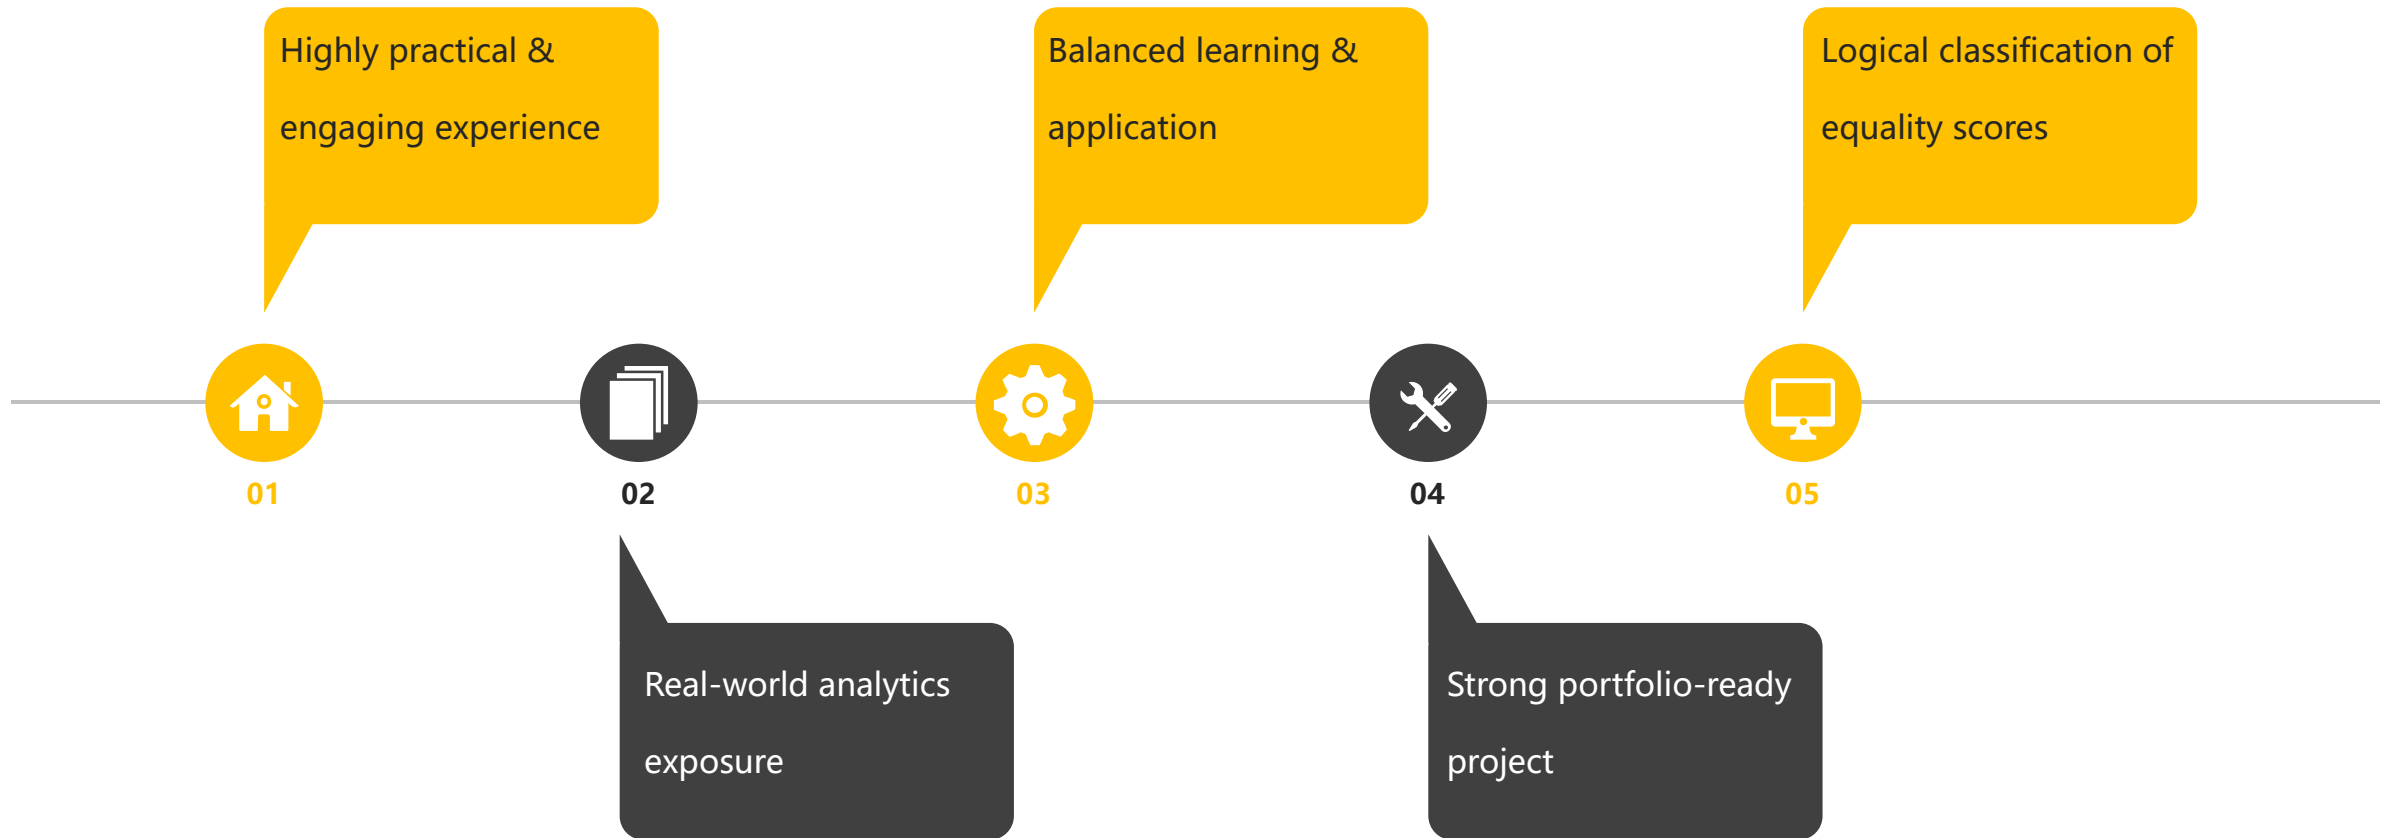 Highly practical &
engaging experience
Balanced learning &
application
Logical classification of
equality scores
01
02
03
04
05
Real-world analytics
exposure
Strong portfolio-ready
project